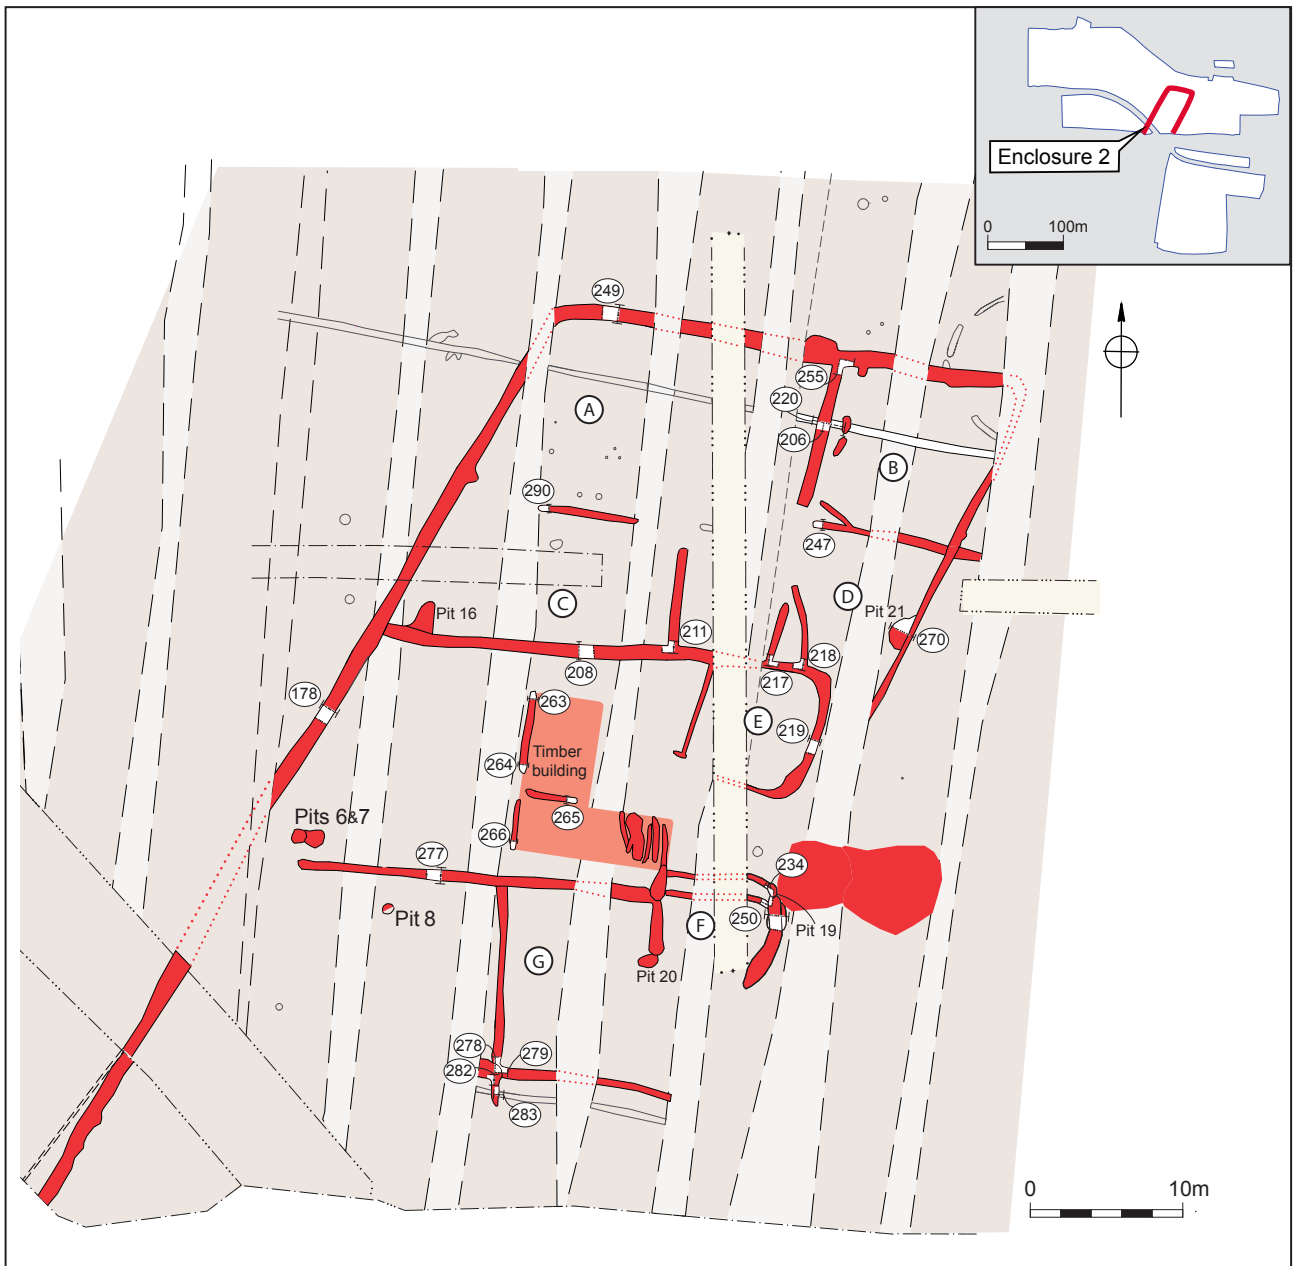 Enclosure 2
0 100m
249
255
A
220
206
B
290
247
C
D
Pit 16
Pit 21
270
211
208
218
217
178
263
E
219
Timber
building
264
265
266
Pits 6&7
277
234
Pit 8
F
250
Pit 19
G
Pit 20
278
279
282
283
0 10m